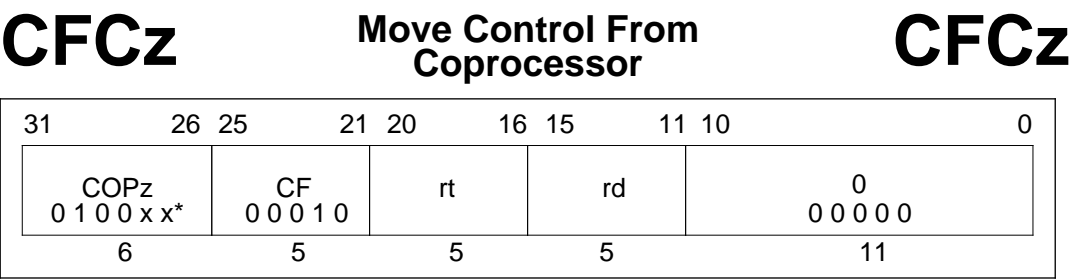 CFCz Move Control From Coprocessor CFCz
31 26 25 21 20 16 15 11 10 0
COPz CF rt rd 0
0 1 0 0 x x* 0 0 0 1 0 0 0 0 0 0
6 5 5 5 11